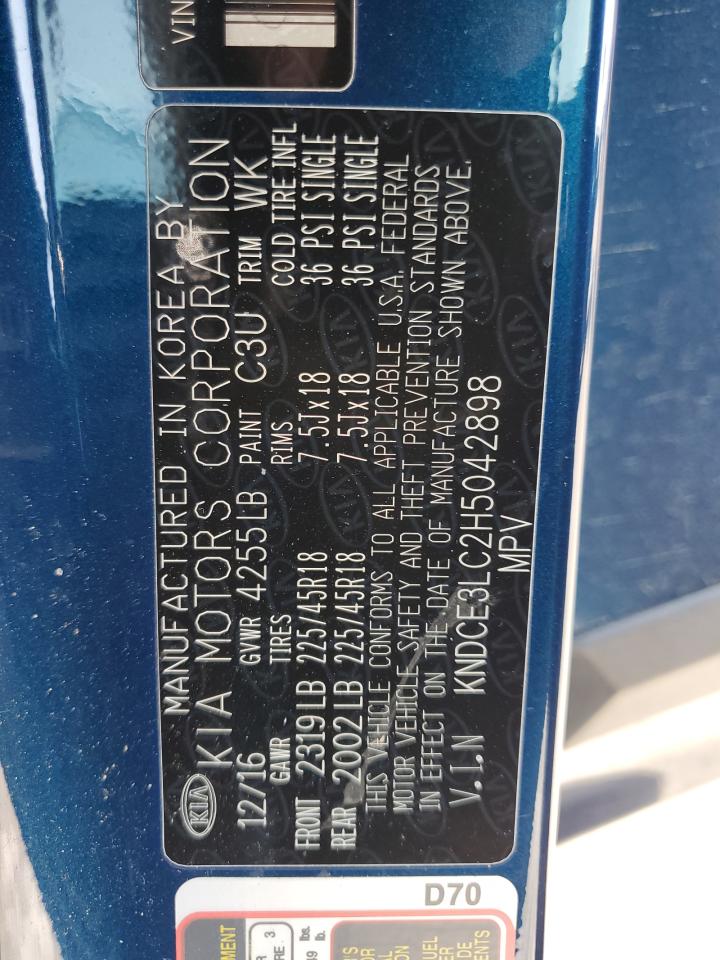 VIN
MANUFACTURED IN KOREA BY
KIA KIA MOTORS CORPORATION
12/16 GVWR 4255LB PAINT C3U TRIM WK
GAWR TIRES RIMS COLD TIRE INFL
FRONT 2319LB 225/45R18 7.5Jx18 36 PSI SINGLE
REAR 2002LB 225/45R18 7.5Jx18 36 PSI SINGLE
THIS VEHICLE CONFORMS TO ALL APPLICABLE U.S.A. FEDERAL
MOTOR VEHICLE SAFETY AND THEFT PREVENTION STANDARDS
IN EFFECT ON THE DATE OF MANUFACTURE SHOWN ABOVE.
V.I.N KNDCE3LC2H5042898
MPV
D70